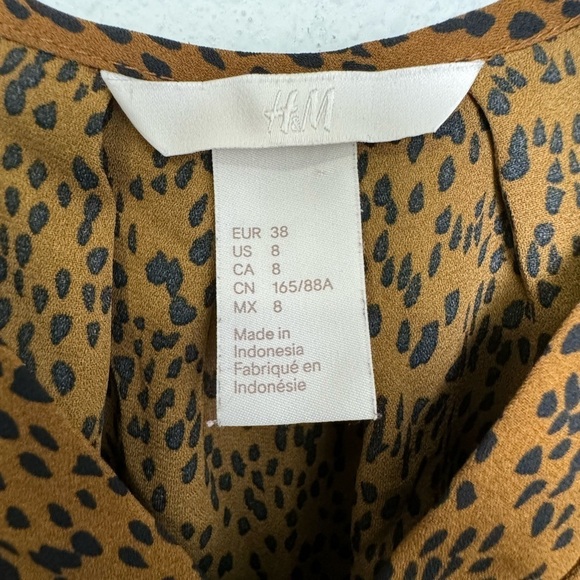 H&M
EUR 38
US 8
CA 8
CN 165/88A
MX 8
Made in
Indonesia
Fabriqué en
Indonésie